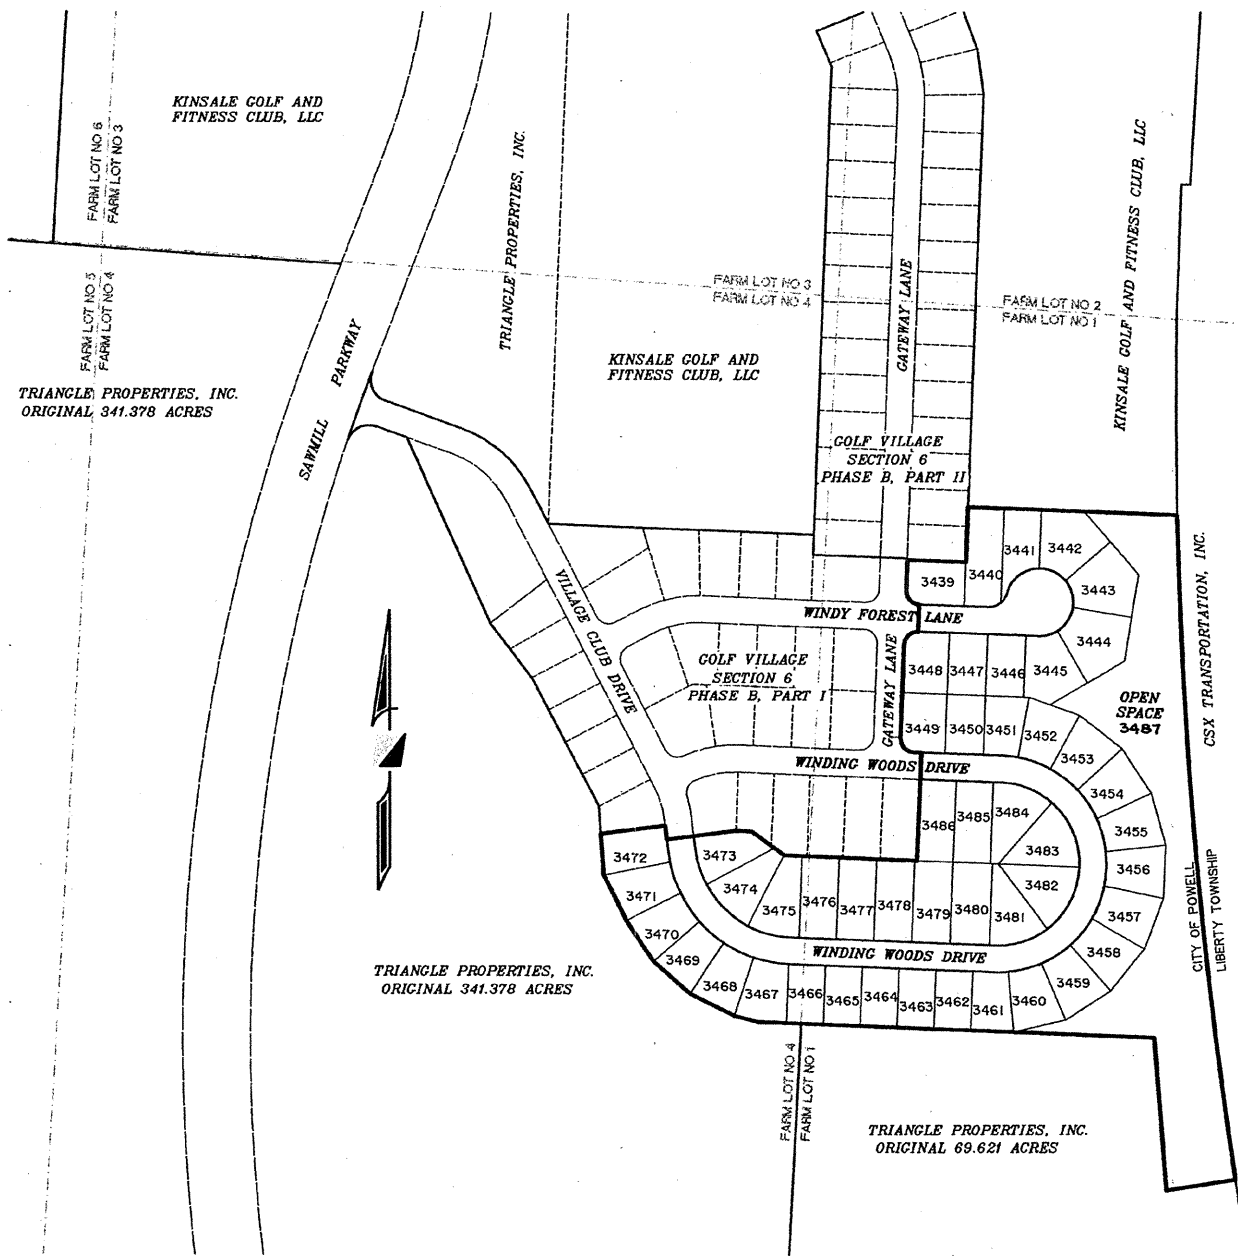 KINSALE GOLF AND
FITNESS CLUB, LLC
FARM LOT NO 6
FARM LOT NO 3
TRIANGLE PROPERTIES, INC.
KINSALE GOLF AND FITNESS CLUB, LLC
FARM LOT NO 5
FARM LOT NO 4
FARM LOT NO 3
FARM LOT NO 4
GATEWAY LANE
FARM LOT NO 2
FARM LOT NO 1
SAWMILL PARKWAY
KINSALE GOLF AND
FITNESS CLUB, LLC
TRIANGLE PROPERTIES, INC.
ORIGINAL 341.378 ACRES
GOLF VILLAGE
SECTION 6
PHASE B, PART II
3441
3442
3439
3440
3443
CSX TRANSPORTATION, INC.
VILLAGE CLUB DRIVE
WINDY FOREST LANE
3444
GOLF VILLAGE
SECTION 6
PHASE B, PART I
GATEWAY LANE
3448
3447
3446
3445
OPEN
SPACE
3487
3449
3450
3451
3452
3453
WINDING WOODS DRIVE
3454
3486
3485
3484
3455
3472
3473
3483
3456
3471
3474
3482
3457
3475
3476
3477
3478
3479
3480
3481
CITY OF POWELL
LIBERTY TOWNSHIP
3470
3458
3469
WINDING WOODS DRIVE
TRIANGLE PROPERTIES, INC.
ORIGINAL 341.378 ACRES
3468
3467
3466
3465
3464
3463
3462
3461
3460
3459
FARM LOT NO 4
FARM LOT NO 1
TRIANGLE PROPERTIES, INC.
ORIGINAL 69.621 ACRES